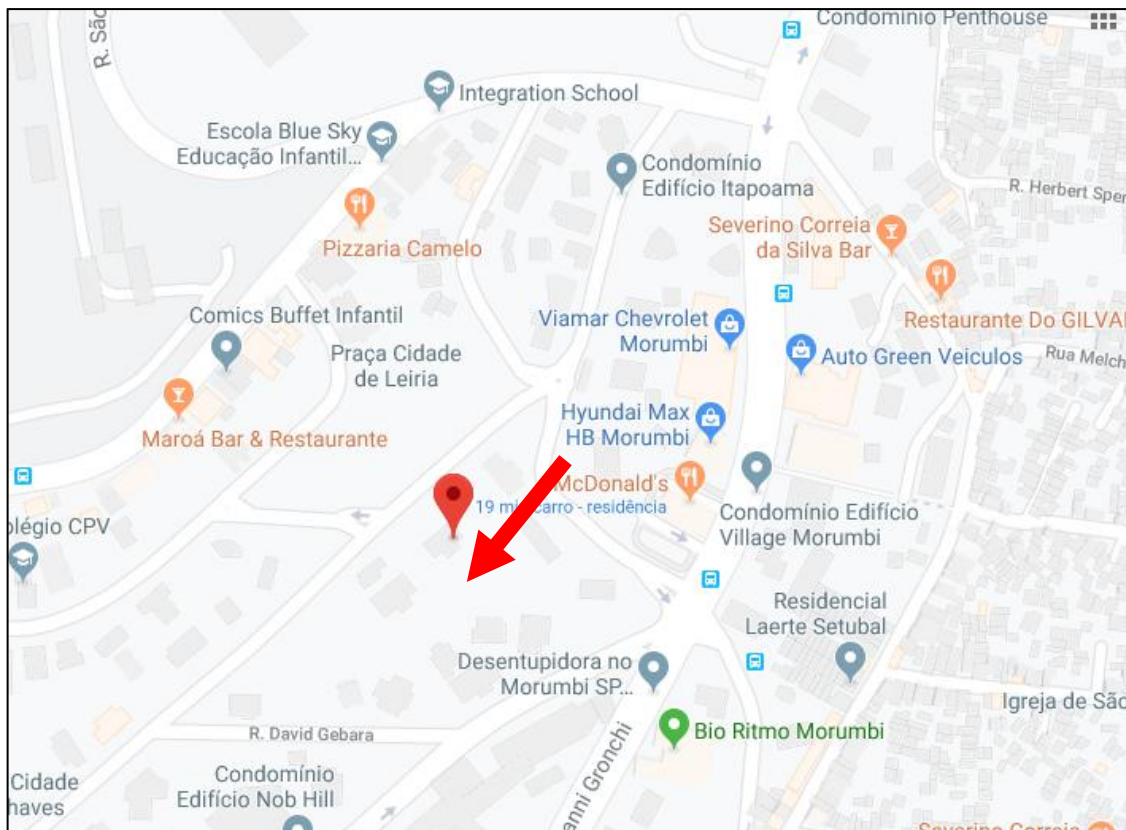 Condomínio Penthouse
R. São
Integration School
Escola Blue Sky
Educação Infantil...
Condomínio
Edifício Itapoama
R. Herbert Spen
Pizzaria Camelo
Severino Correia
da Silva Bar
Comics Buffet Infantil
Viamar Chevrolet
Morumbi
Restaurante Do GILVAN
Praça Cidade
de Leiria
Auto Green Veiculos
Rua Melch
Hyundai Max
HB Morumbi
Maroá Bar & Restaurante
McDonald's
19 min carro - residência
Condomínio Edifício
Village Morumbi
olégio CPV
Residencial
Laerte Setubal
Desentupidora no
Morumbi SP...
Igreja de São
Bio Ritmo Morumbi
R. David Gebara
Condomínio
Edifício Nob Hill
Cidade
haves
anni Gronchi
Severino Correia